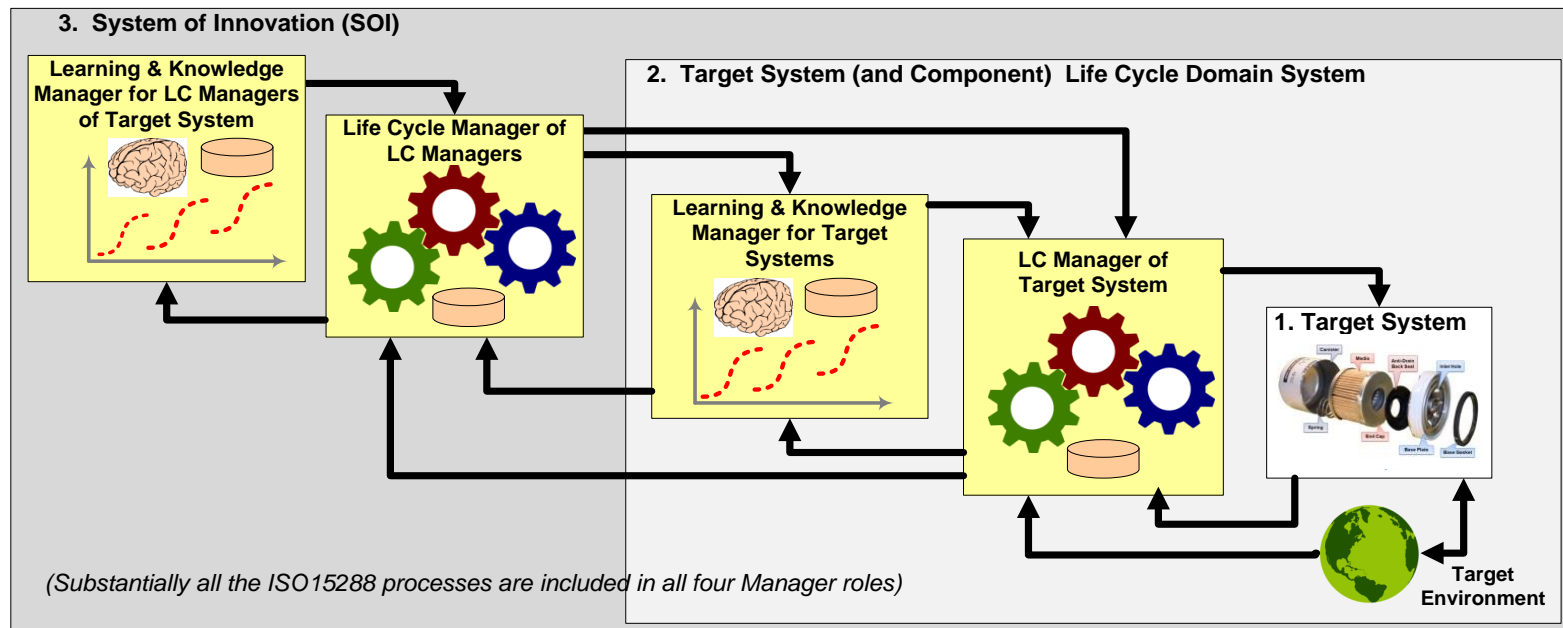 3. System of Innovation (SOI)
Learning & Knowledge
Manager for LC Managers
of Target System
2. Target System (and Component) Life Cycle Domain System
Life Cycle Manager of
LC Managers
Learning & Knowledge
Manager for Target
Systems
LC Manager of
Target System
1. Target System
Canister
Media
Anti-Drain
Back Seal
Inlet Hole
Spring
End Cap
Base Plate
Base Gasket
(Substantially all the ISO15288 processes are included in all four Manager roles)
Target
Environment